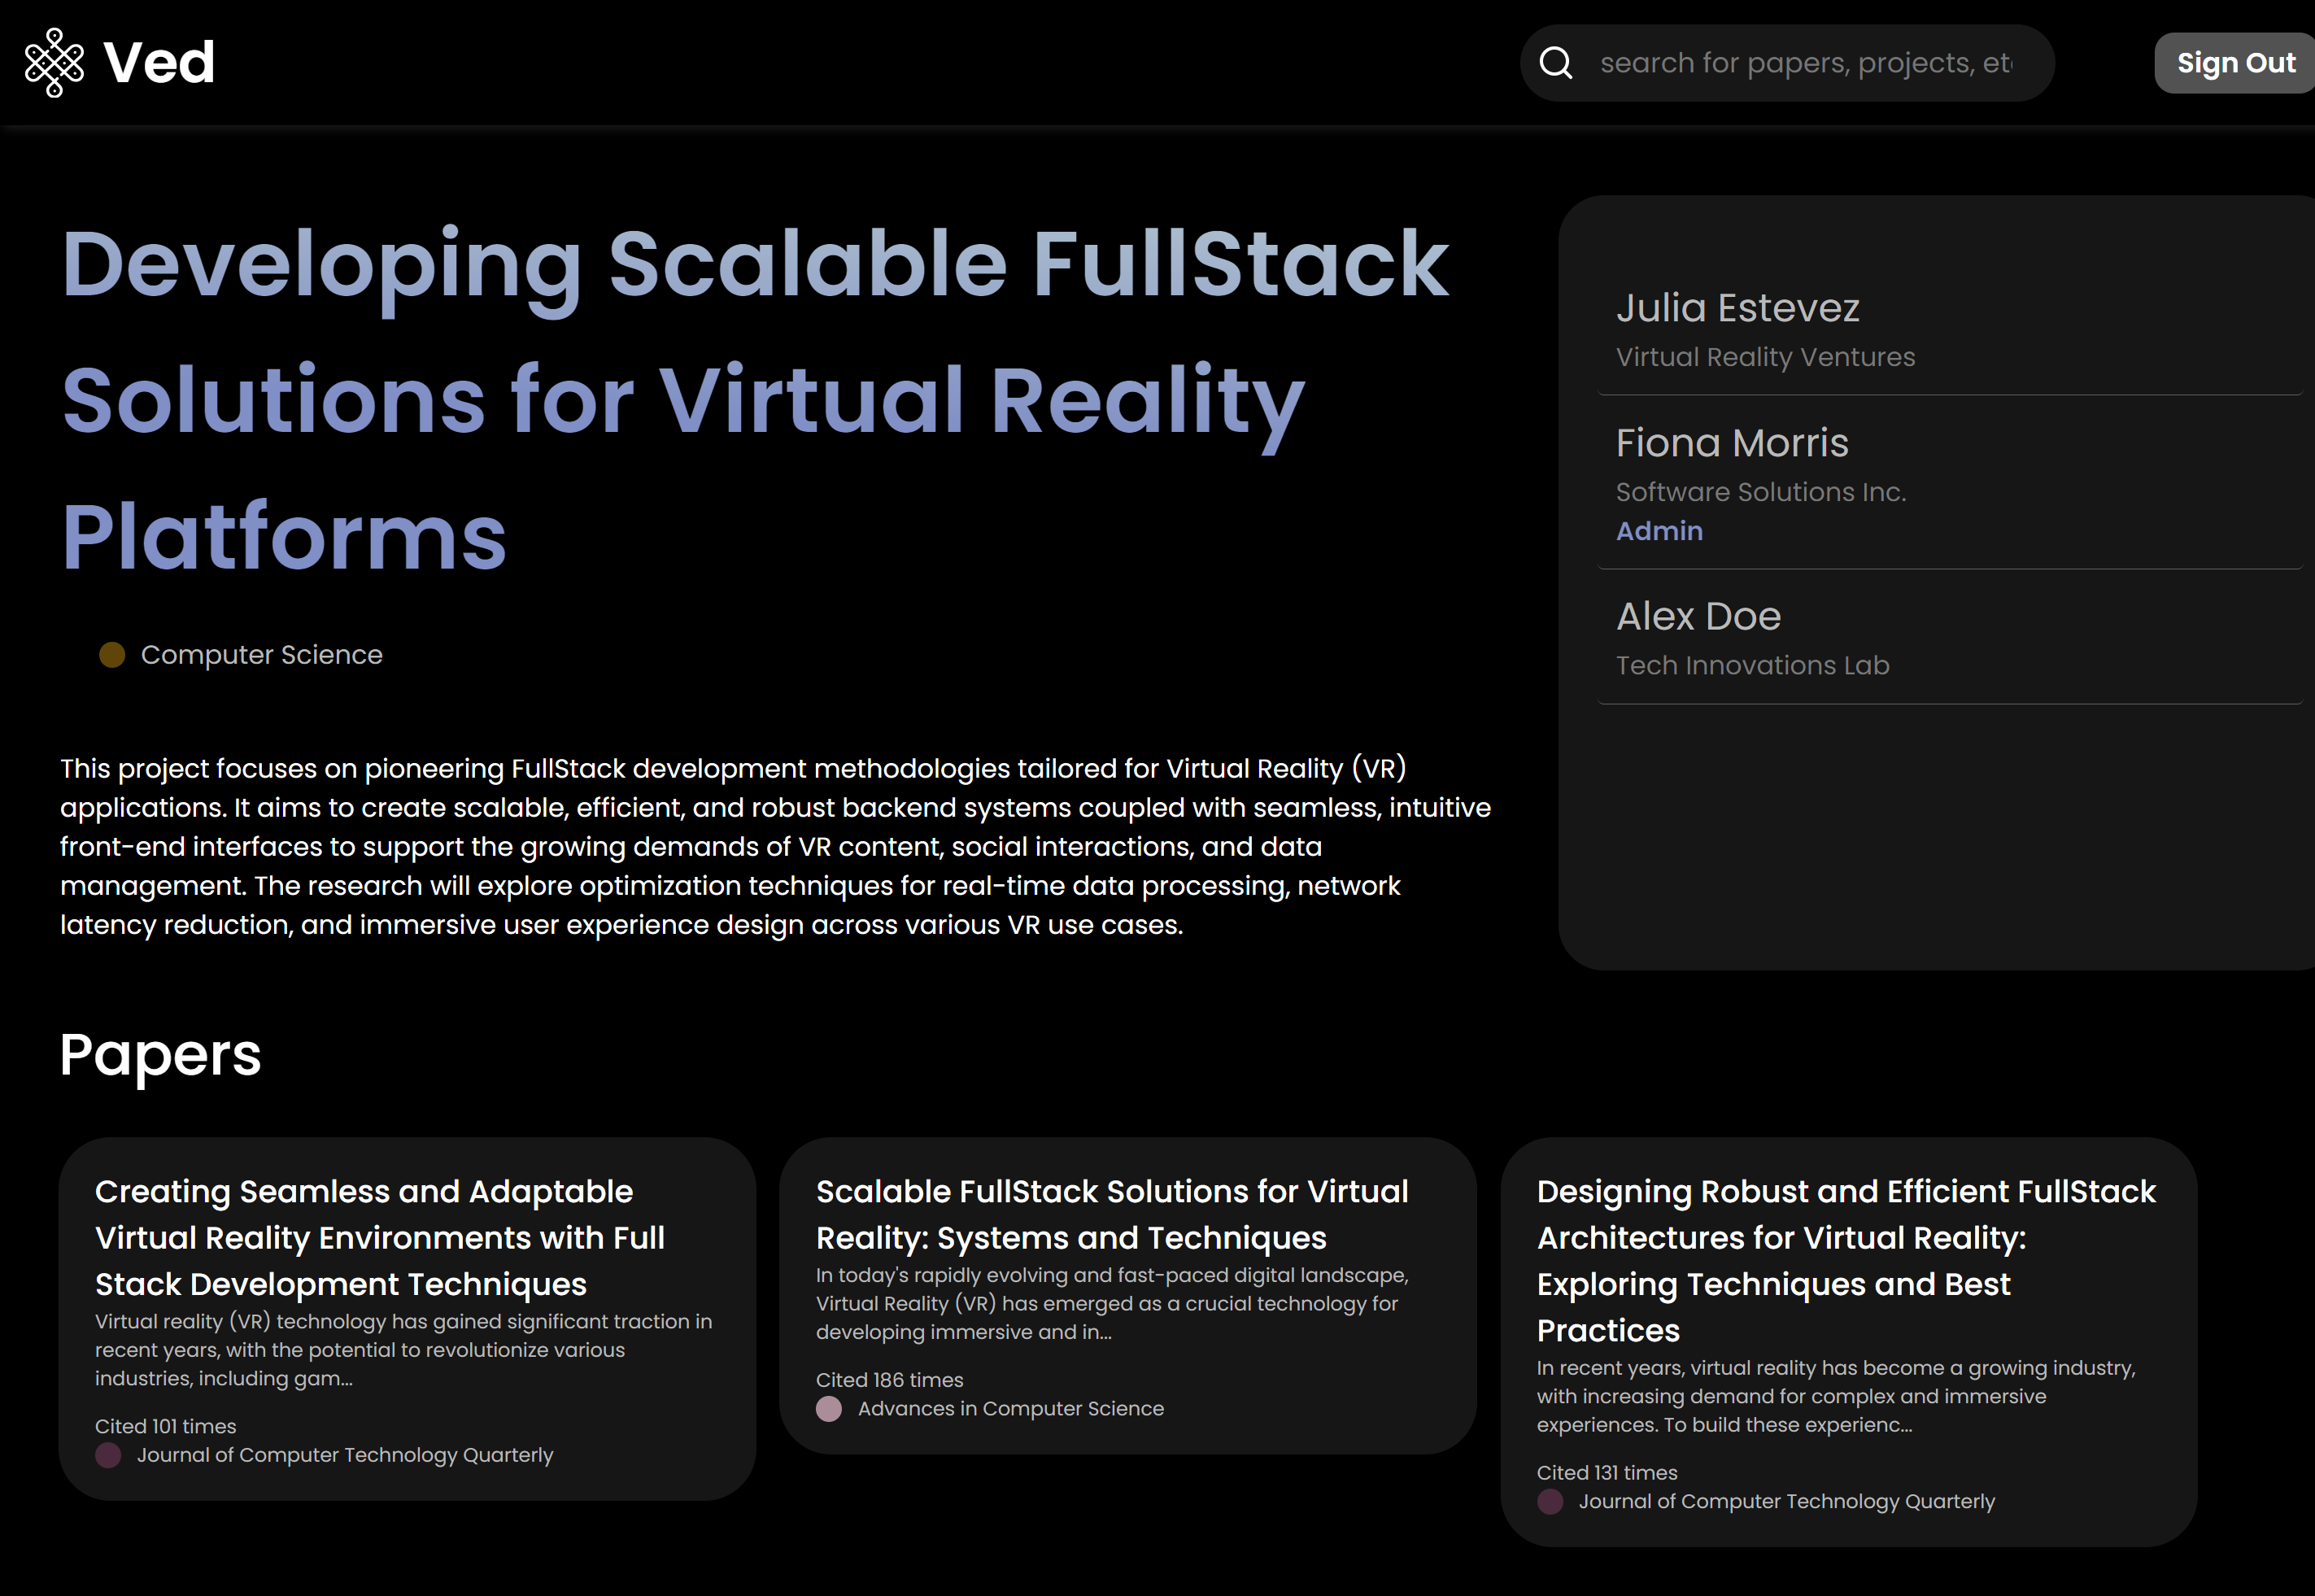 Ved
search for papers, projects, et
Sign Out
Developing Scalable FullStack
Solutions for Virtual Reality
Platforms
Computer Science
This project focuses on pioneering FullStack development methodologies tailored for Virtual Reality (VR)
applications. It aims to create scalable, efficient, and robust backend systems coupled with seamless, intuitive
front-end interfaces to support the growing demands of VR content, social interactions, and data
management. The research will explore optimization techniques for real-time data processing, network
latency reduction, and immersive user experience design across various VR use cases.
Julia Estevez
Virtual Reality Ventures
Fiona Morris
Software Solutions Inc.
Admin
Alex Doe
Tech Innovations Lab
Papers
Creating Seamless and Adaptable
Virtual Reality Environments with Full
Stack Development Techniques
Virtual reality (VR) technology has gained significant traction in
recent years, with the potential to revolutionize various
industries, including gam...
Cited 101 times
Journal of Computer Technology Quarterly
Scalable FullStack Solutions for Virtual
Reality: Systems and Techniques
In today's rapidly evolving and fast-paced digital landscape,
Virtual Reality (VR) has emerged as a crucial technology for
developing immersive and in...
Cited 186 times
Advances in Computer Science
Designing Robust and Efficient FullStack
Architectures for Virtual Reality:
Exploring Techniques and Best
Practices
In recent years, virtual reality has become a growing industry,
with increasing demand for complex and immersive
experiences. To build these experienc...
Cited 131 times
Journal of Computer Technology Quarterly